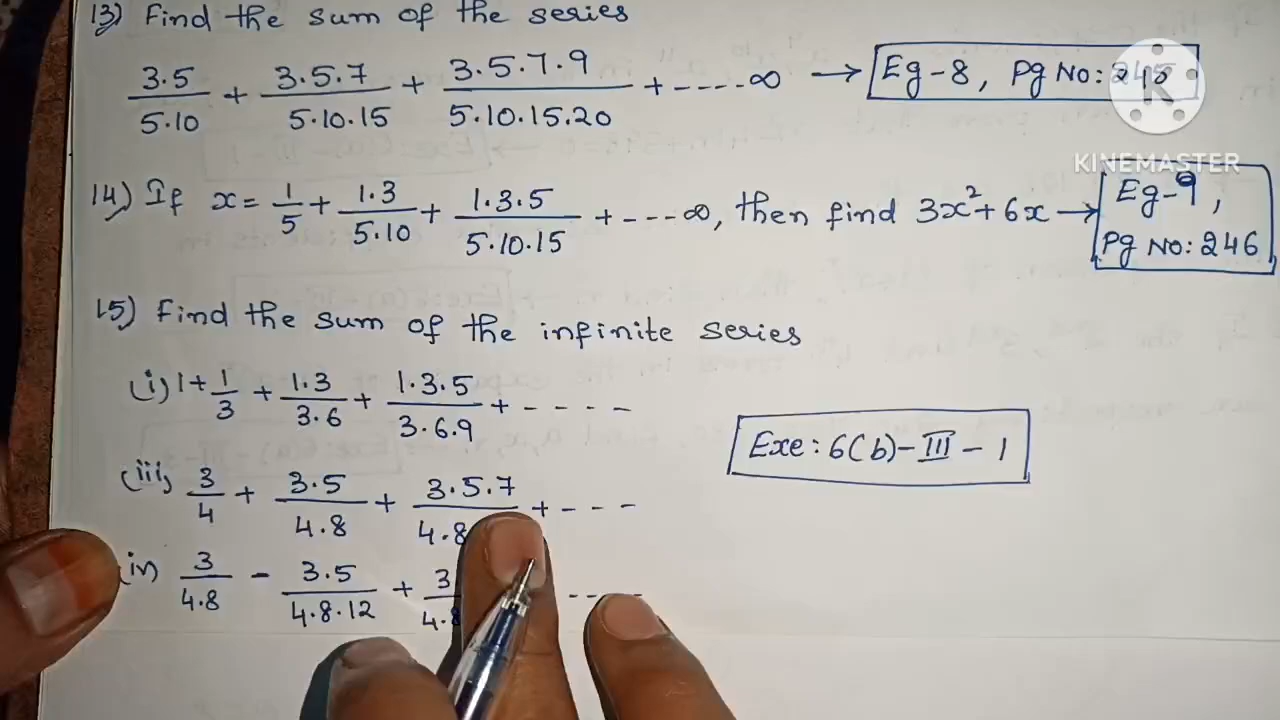 13) Find the sum of the series
3.5/5.10 + 3.5.7/5.10.15 + 3.5.7.9/5.10.15.20 + ----∞ → Eg-8, Pg No:
KINEMASTER
14) If x = 1/5 + 1.3/5.10 + 1.3.5/5.10.15 + ---∞, then find 3x²+6x → Eg-9, Pg No: 246
15) Find the sum of the infinite series
(i) 1 + 1/3 + 1.3/3.6 + 1.3.5/3.6.9 + ----
Exe: 6(b)-III-1
(iii) 3/4 + 3.5/4.8 + 3.5.7/4.8 + ---
(iv) 3/4.8 - 3.5/4.8.12 + 3/4.8 ----